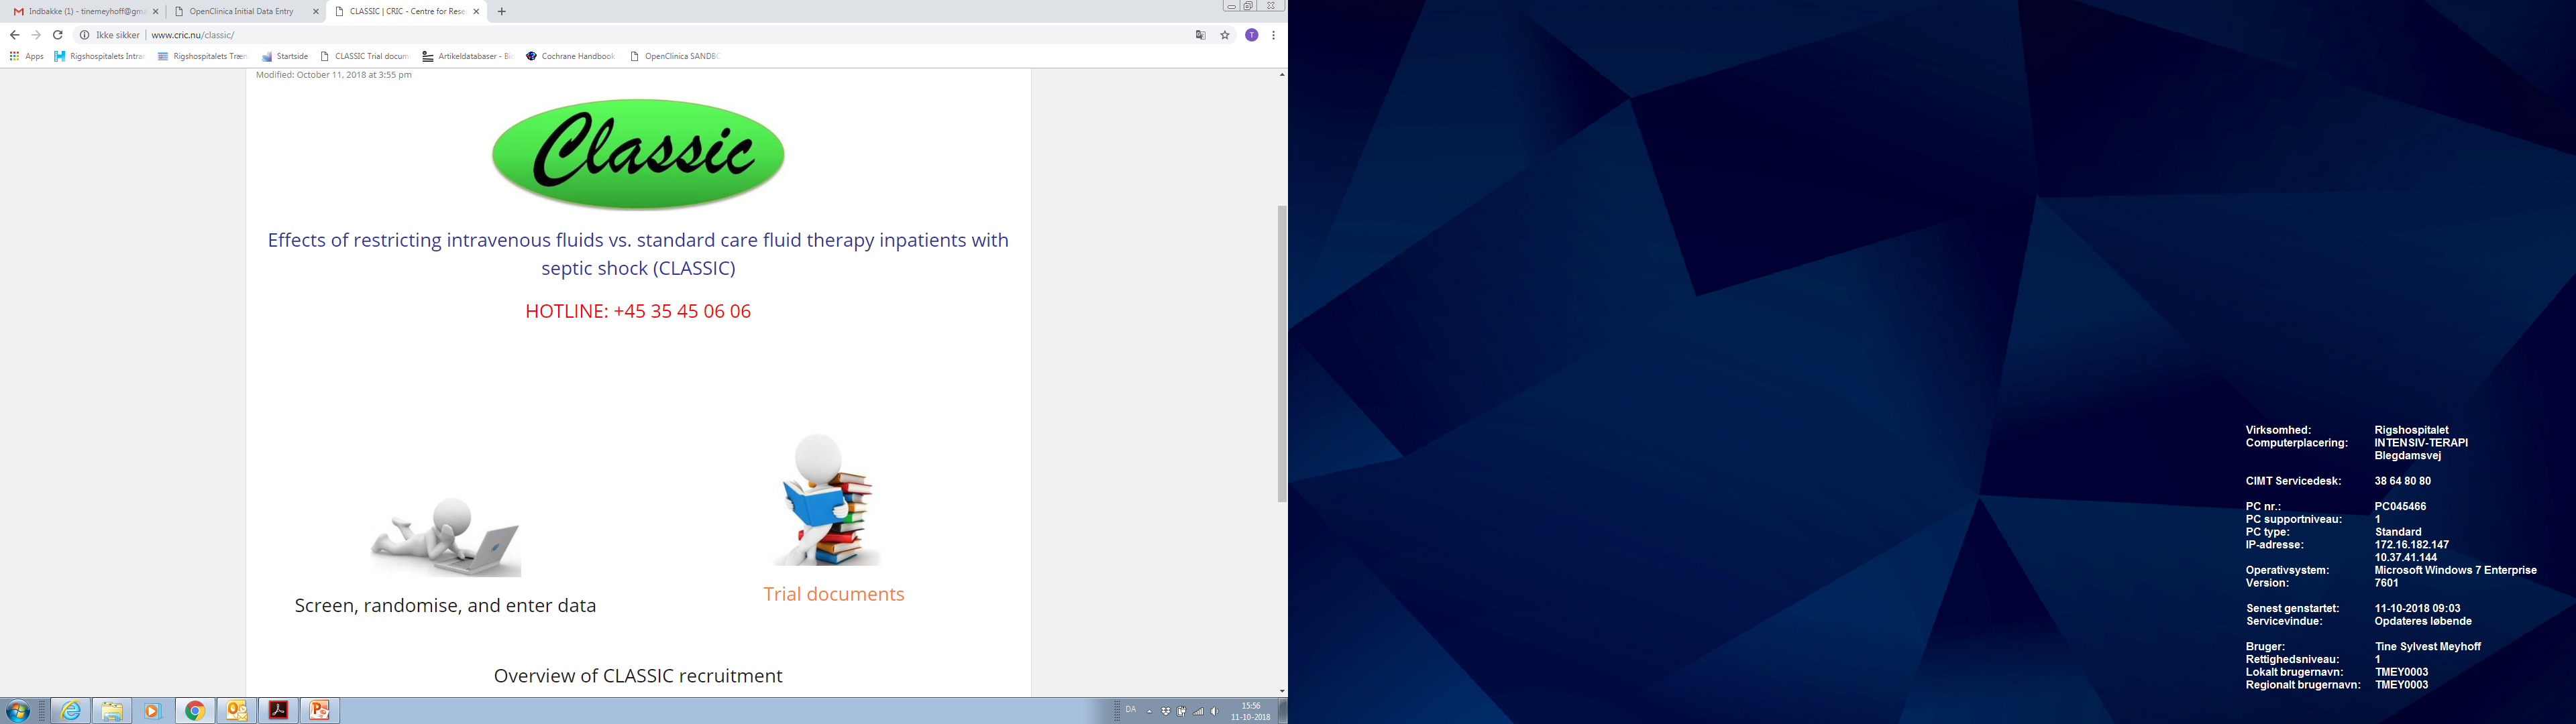 Indbakke (1) - tinemeyhoff@gm
OpenClinica Initial Data Entry
CLASSIC | CRIC - Centre for Rese
Ikke sikker | www.cric.nu/classic/
Apps
Rigshospitalets Intran
Rigshospitalets Træn
Startside
CLASSIC Trial docum
Artikeldatabaser - Bi
Cochrane Handbook
OpenClinica SANDBO
Modified: October 11, 2018 at 3:55 pm
Classic
Effects of restricting intravenous fluids vs. standard care fluid therapy inpatients with
septic shock (CLASSIC)
HOTLINE: +45 35 45 06 06
Trial documents
Screen, randomise, and enter data
Overview of CLASSIC recruitment
DA
15:56
11-10-2018
Virksomhed: Rigshospitalet
Computerplacering: INTENSIV-TERAPI
Blegdamsvej
CIMT Servicedesk: 38 64 80 80
PC nr.: PC045466
PC supportniveau: 1
PC type: Standard
IP-adresse: 172.16.182.147
10.37.41.144
Operativsystem: Microsoft Windows 7 Enterprise
Version: 7601
Senest genstartet: 11-10-2018 09:03
Servicevindue: Opdateres løbende
Bruger: Tine Sylvest Meyhoff
Rettighedsniveau: 1
Lokalt brugernavn: TMEY0003
Regionalt brugernavn: TMEY0003